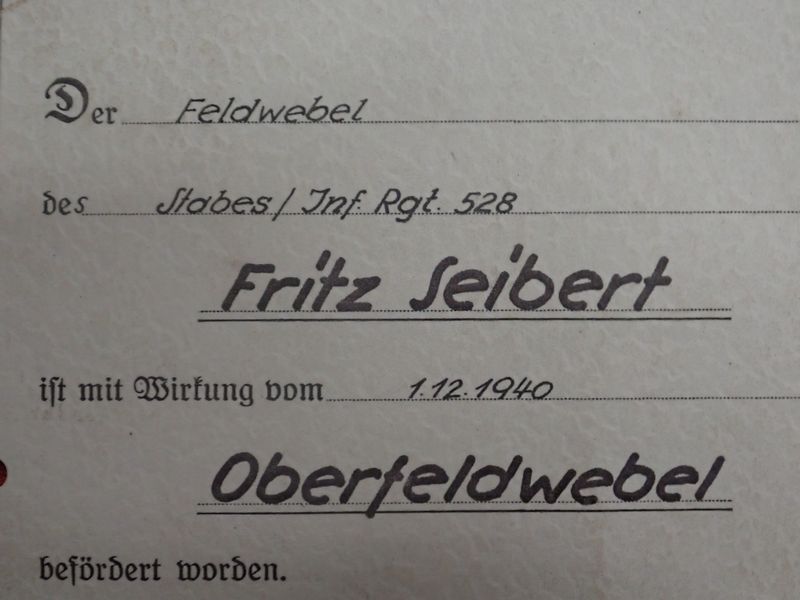 Der Feldwebel
des Stabes / Inf. Rgt. 528
Fritz Seibert
ist mit Wirkung vom 1.12.1940
Oberfeldwebel
befördert worden.